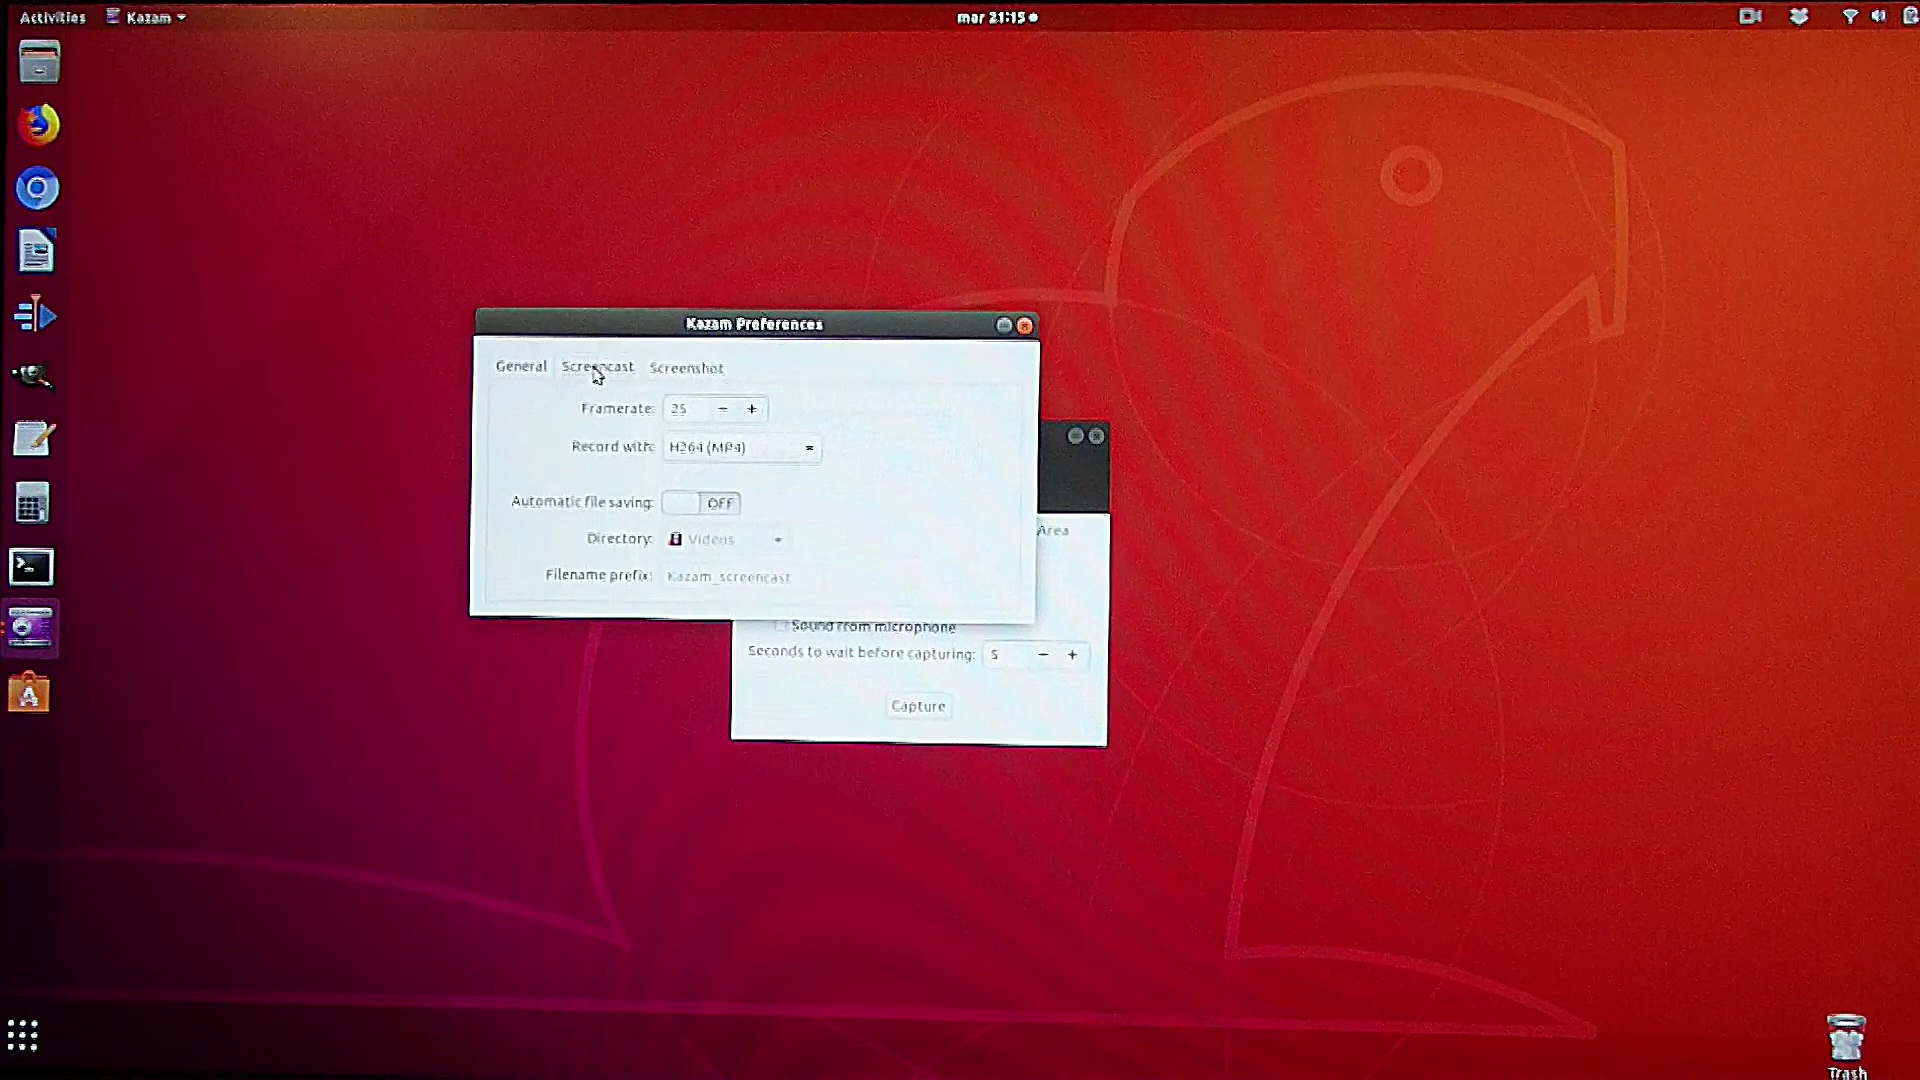 Activities Kazam mar 21:15
Kazam Preferences
General Screencast Screenshot
Framerate: 25 - +
Record with: H264 (MP4)
Automatic file saving: OFF
Directory: Videos
Filename prefix: Kazam_screencast
Area
Sound from microphone
Seconds to wait before capturing: 5 - +
Capture
Trash